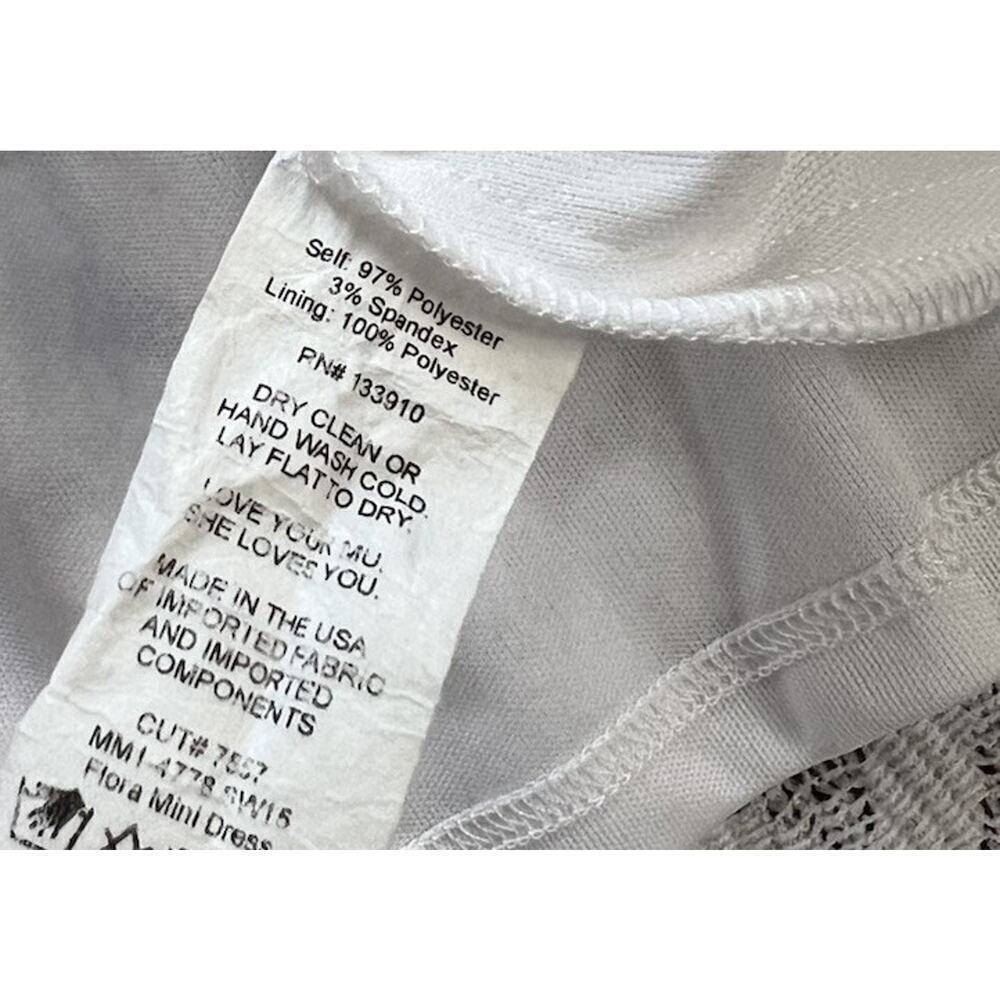 Self: 97% Polyester
3% Spandex
Lining: 100% Polyester
RN# 133910
DRY CLEAN OR
HAND WASH COLD.
LAY FLAT TO DRY.
LOVE YOUR MU.
SHE LOVES YOU.
MADE IN THE USA
OF IMPORTED FABRIC
AND IMPORTED
COMPONENTS
CUT# 7557
MM1-4778 SW16
Flora Mini Dress